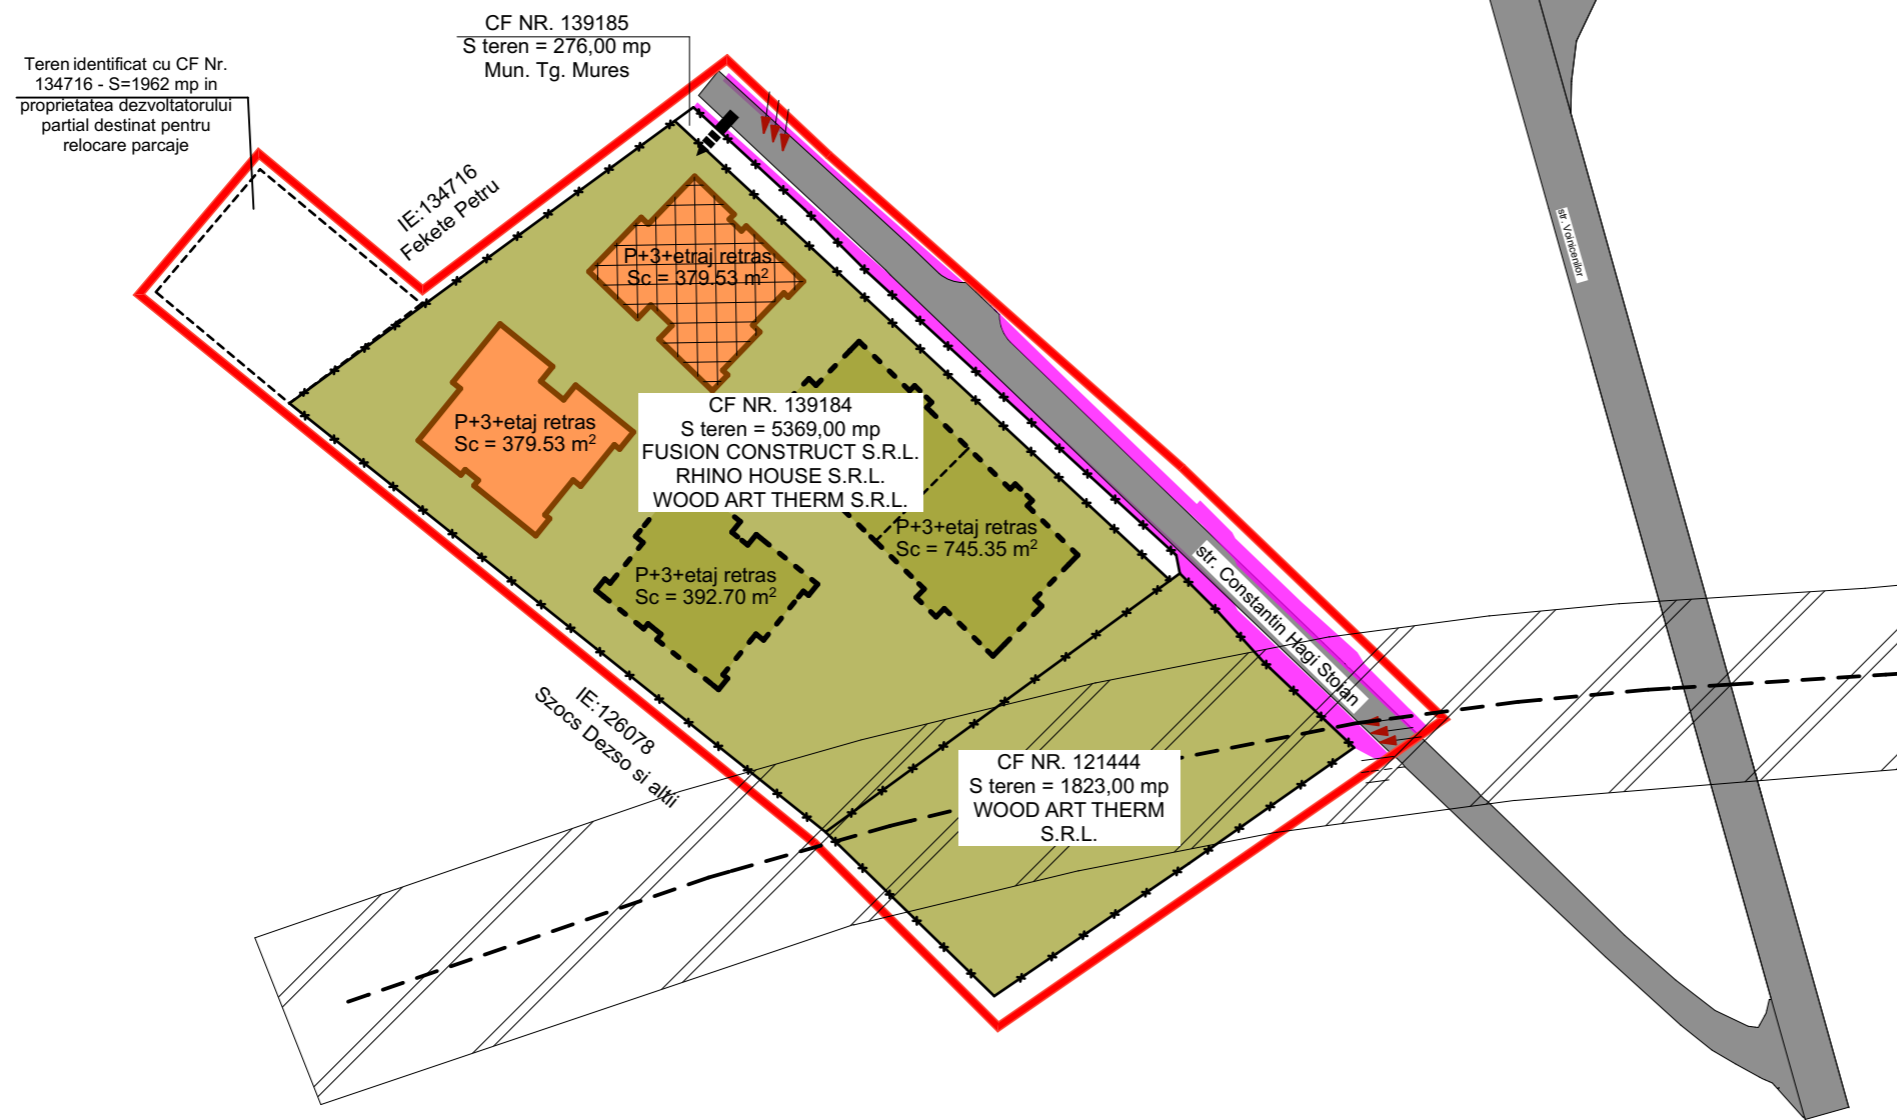 CF NR. 139185
S teren = 276,00 mp
Mun. Tg. Mures
Teren identificat cu CF Nr.
134716 - S=1962 mp in
proprietatea dezvoltatorului
partial destinat pentru
relocare parcaje
IE:134716
Fekete Petru
P+3+etraj retras
Sc = 379.53 m²
P+3+etaj retras
Sc = 379.53 m²
CF NR. 139184
S teren = 5369,00 mp
FUSION CONSTRUCT S.R.L.
RHINO HOUSE S.R.L.
WOOD ART THERM S.R.L.
P+3+etaj retras
Sc = 745.35 m²
P+3+etaj retras
Sc = 392.70 m²
str. Voinicenilor
str. Constantin Hagi Stoian
IE:126078
Szocs Dezso si altii
CF NR. 121444
S teren = 1823,00 mp
WOOD ART THERM
S.R.L.